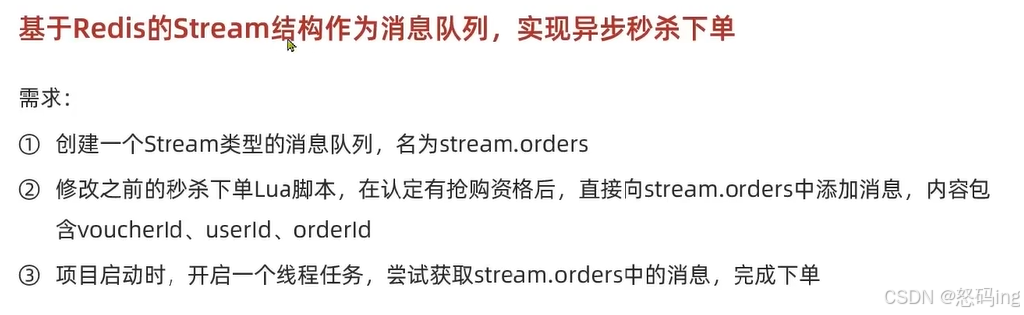 基于Redis的Stream结构作为消息队列，实现异步秒杀下单
需求：
① 创建一个Stream类型的消息队列，名为stream.orders
② 修改之前的秒杀下单Lua脚本，在认定有抢购资格后，直接向stream.orders中添加消息，内容包
含voucherId、userId、orderId
③ 项目启动时，开启一个线程任务，尝试获取stream.orders中的消息，完成下单
CSDN @怒码ing